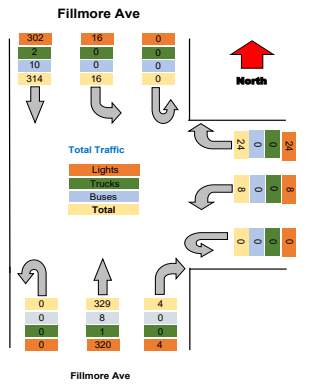 Fillmore Ave
302 16 0
2 0 0
10 0 0
314 16 0
North
24 0 0 24
Total Traffic
Lights
Trucks
Buses
Total
8 0 0 8
0 0 0 0
0 329 4
0 8 0
0 1 0
0 320 4
Fillmore Ave